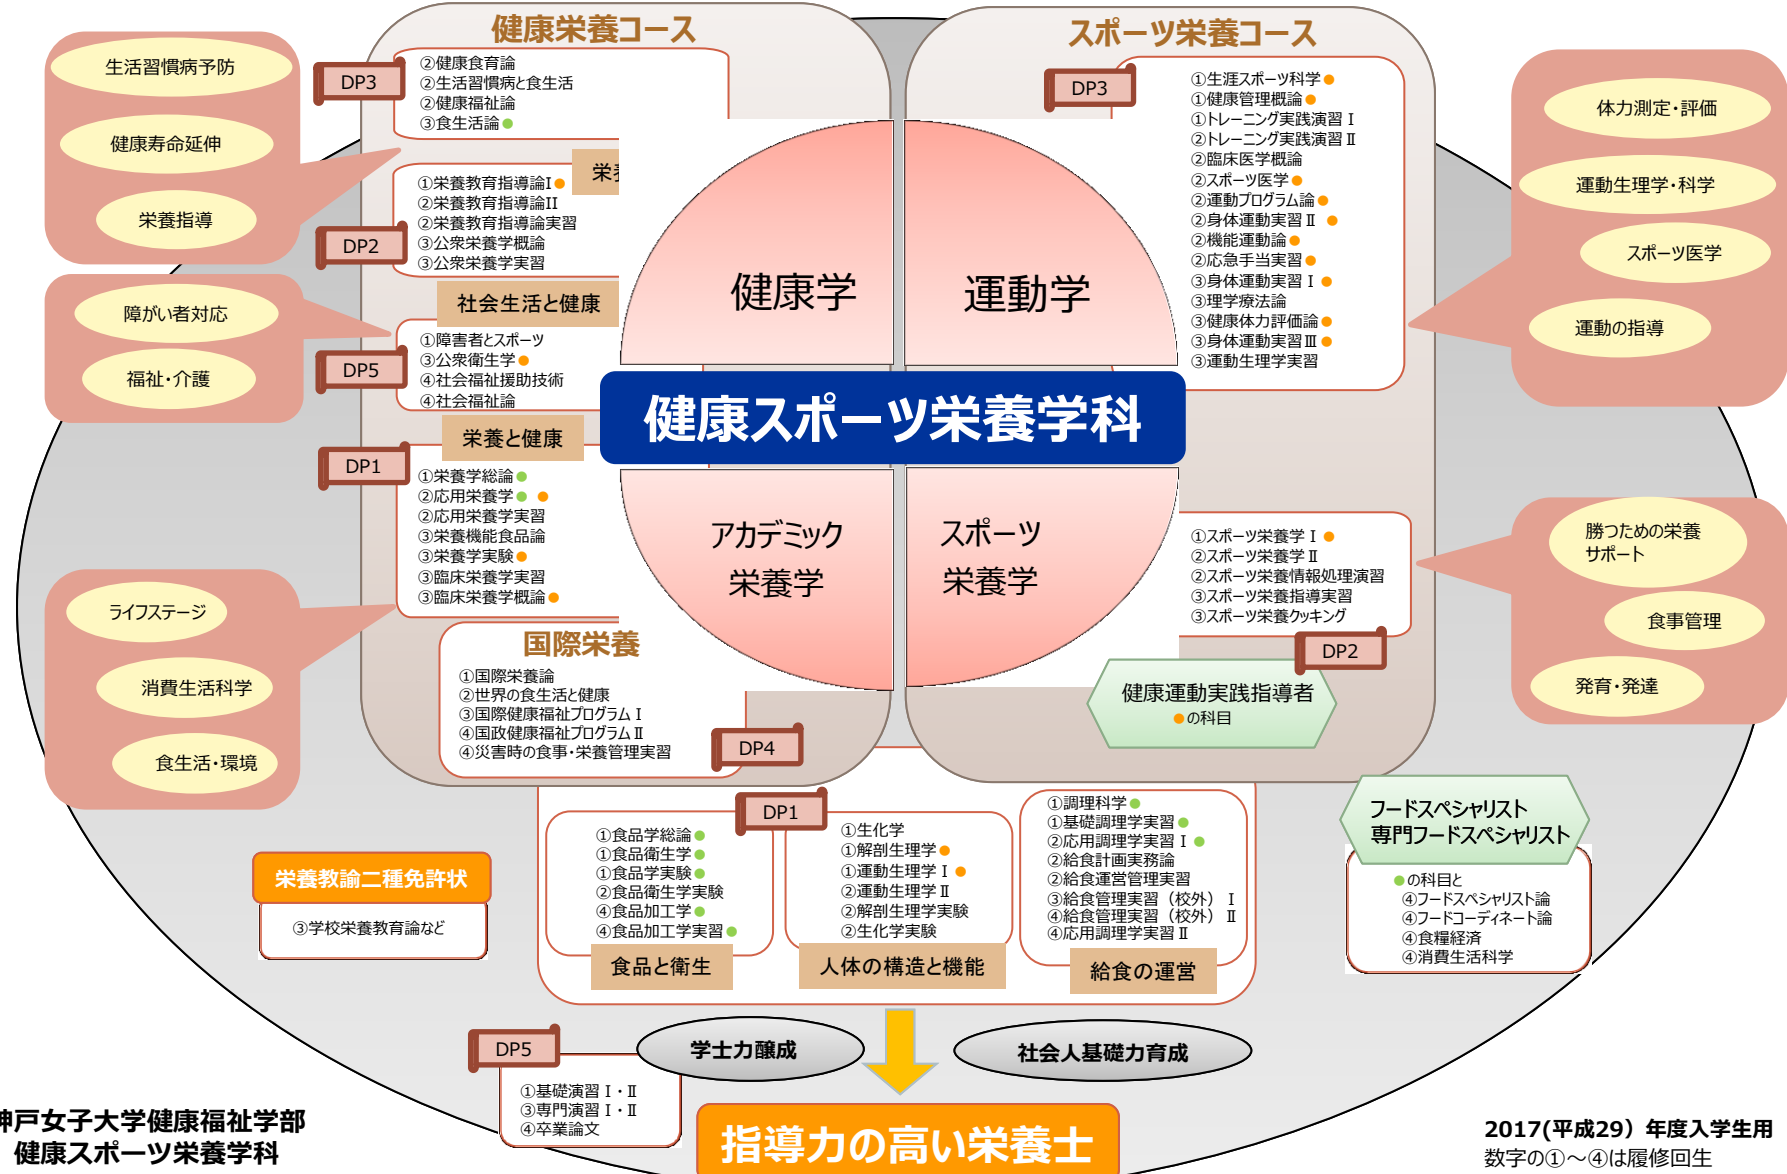 健康栄養コース
スポーツ栄養コース
生活習慣病予防
健康寿命延伸
栄養指導
DP3
②健康食育論
②生活習慣病と食生活
②健康福祉論
③食生活論●
栄
①栄養教育指導論I●
②栄養教育指導論II
②栄養教育指導論実習
③公衆栄養学概論
③公衆栄養学実習
DP2
障がい者対応
福祉・介護
社会生活と健康
①障害者とスポーツ
③公衆衛生学●
④社会福祉援助技術
④社会福祉論
DP5
栄養と健康
DP1
①栄養学総論●
②応用栄養学● ●
②応用栄養学実習
③栄養機能食品論
③栄養学実験●
③臨床栄養学実習
③臨床栄養学概論●
ライフステージ
消費生活科学
食生活・環境
国際栄養
①国際栄養論
②世界の食生活と健康
③国際健康福祉プログラムⅠ
④国政健康福祉プログラムⅡ
④災害時の食事・栄養管理実習
DP4
健康学
運動学
健康スポーツ栄養学科
アカデミック
栄養学
スポーツ
栄養学
DP3
①生涯スポーツ科学●
①健康管理概論●
①トレーニング実践演習Ⅰ
②トレーニング実践演習Ⅱ
②臨床医学概論
②スポーツ医学●
②運動プログラム論●
②身体運動実習Ⅱ ●
②機能運動論●
②応急手当実習●
③身体運動実習Ⅰ ●
③理学療法論
③健康体力評価論●
③身体運動実習Ⅲ●
③運動生理学実習
体力測定・評価
運動生理学・科学
スポーツ医学
運動の指導
①スポーツ栄養学Ⅰ●
②スポーツ栄養学Ⅱ
②スポーツ栄養情報処理演習
③スポーツ栄養指導実習
③スポーツ栄養クッキング
DP2
勝つための栄養
サポート
食事管理
発育・発達
健康運動実践指導者
●の科目
DP1
①食品学総論●
①食品衛生学●
①食品学実験●
②食品衛生学実験
④食品加工学●
④食品加工学実習●
食品と衛生
①生化学
①解剖生理学●
①運動生理学Ⅰ●
②運動生理学Ⅱ
②解剖生理学実験
②生化学実験
人体の構造と機能
①調理科学●
①基礎調理学実習●
②応用調理学実習Ⅰ●
②給食計画実務論
②給食運営管理実習
③給食管理実習（校外）Ⅰ
④給食管理実習（校外）Ⅱ
④応用調理学実習Ⅱ
給食の運営
栄養教諭二種免許状
③学校栄養教育論など
フードスペシャリスト
専門フードスペシャリスト
●の科目と
④フードスペシャリスト論
④フードコーディネート論
④食糧経済
④消費生活科学
DP5
①基礎演習Ⅰ・Ⅱ
③専門演習Ⅰ・Ⅱ
④卒業論文
学士力醸成
社会人基礎力育成
指導力の高い栄養士
神戸女子大学健康福祉学部
健康スポーツ栄養学科
2017(平成29）年度入学生用
数字の①～④は履修回生